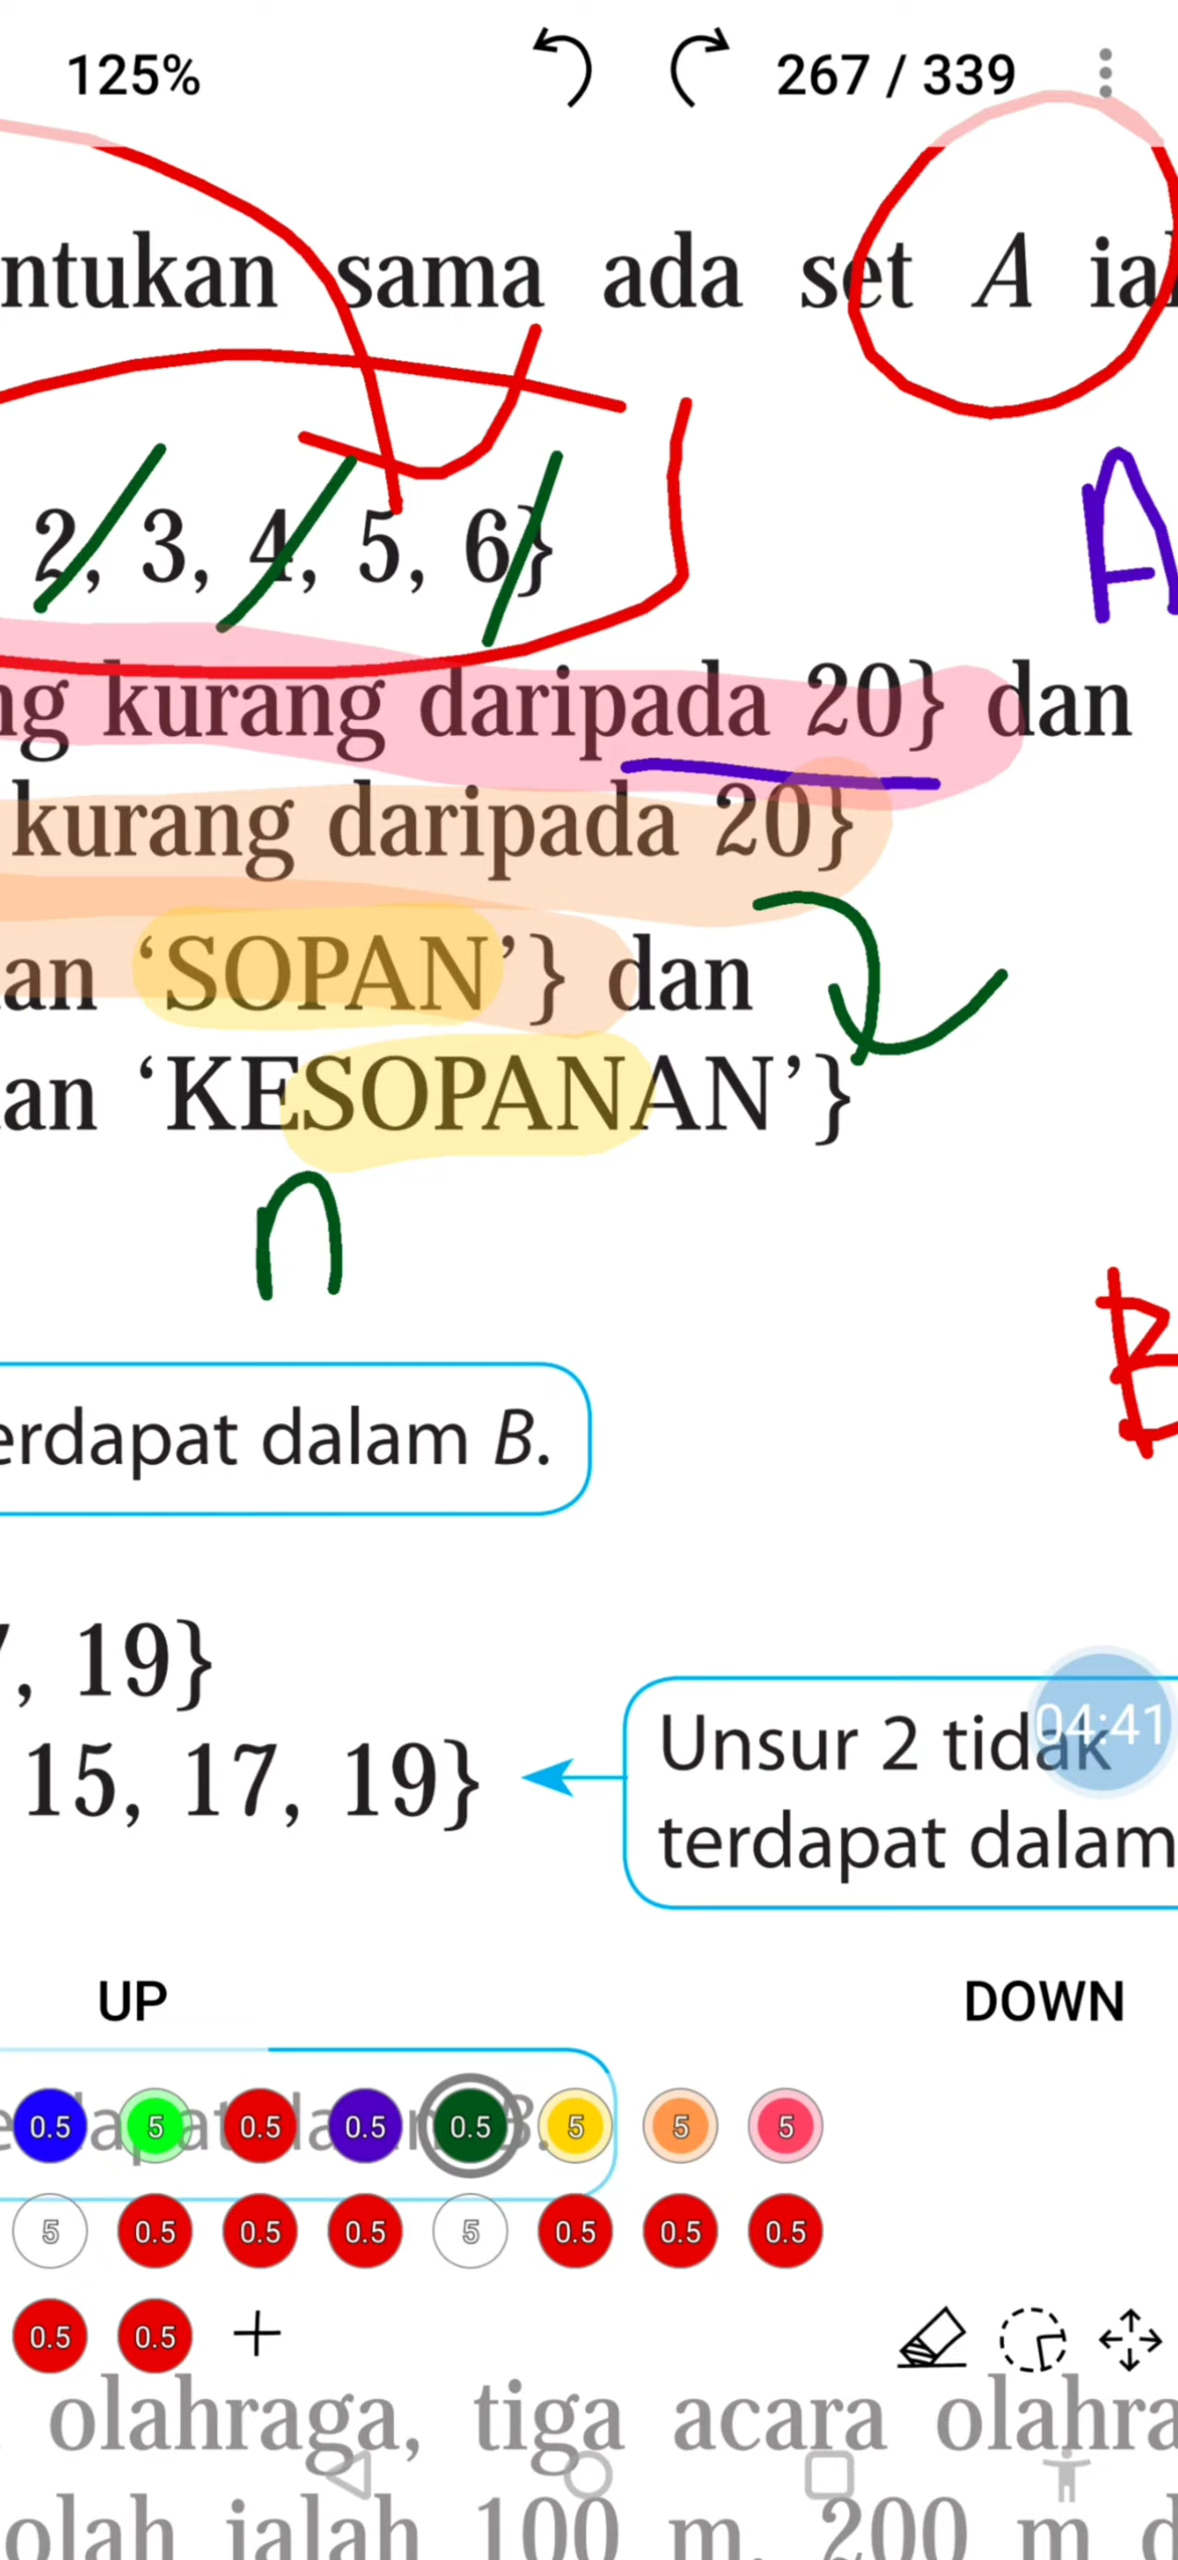 125% 267 / 339
ntukan sama ada set A ial
2, 3, 4, 5, 6}
A
ng kurang daripada 20} dan
kurang daripada 20}
an ‘SOPAN’} dan
an ‘KESOPANAN’}
n
B
erdapat dalam B.
7, 19}
15, 17, 19}
Unsur 2 tidak
04:41
terdapat dalam
UP DOWN
erdapat dalam B.
0.5 5 0.5 0.5 0.5 5 5 5
5 0.5 0.5 0.5 5 0.5 0.5 0.5
0.5 0.5 +
olahraga, tiga acara olahra
olah ialah 100 m, 200 m d